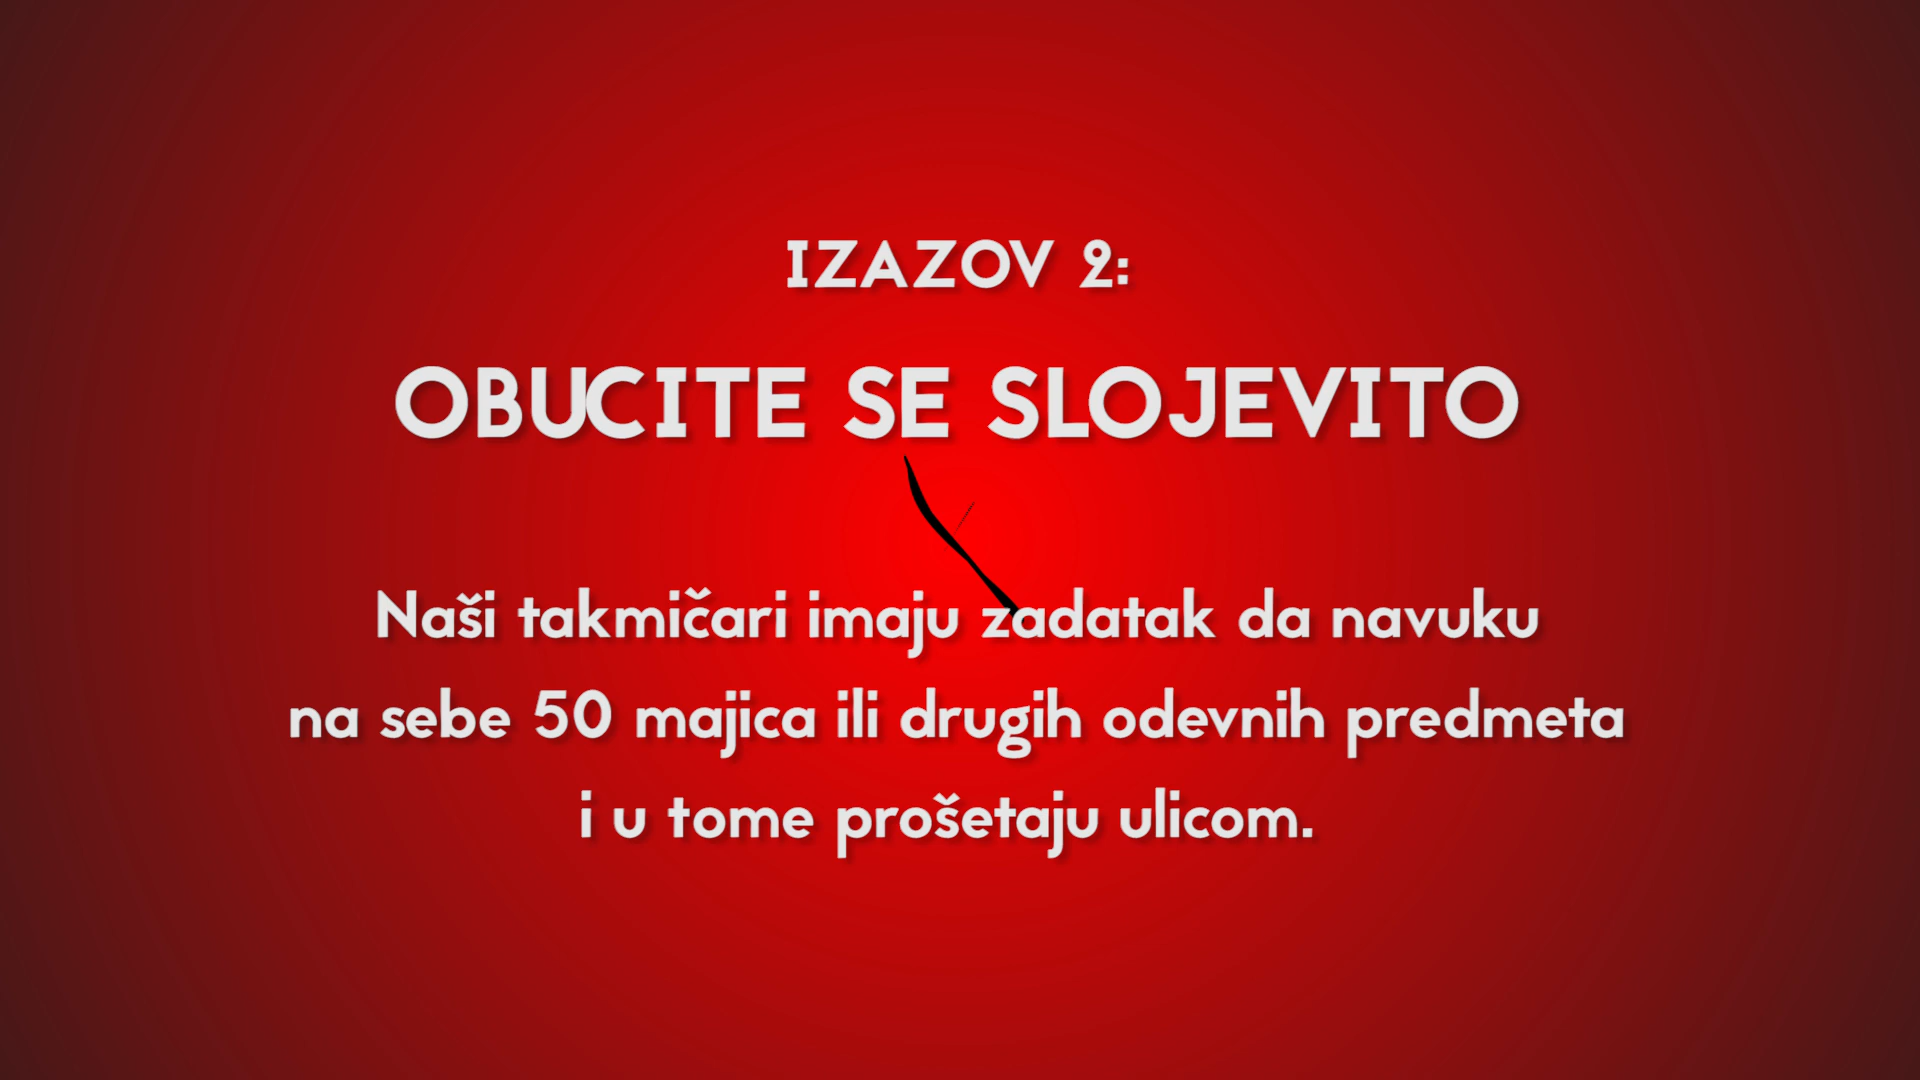 IZAZOV 2:
OBUCITE SE SLOJEVITO
Naši takmičari imaju zadatak da navuku
na sebe 50 majica ili drugih odevnih predmeta
i u tome prošetaju ulicom.